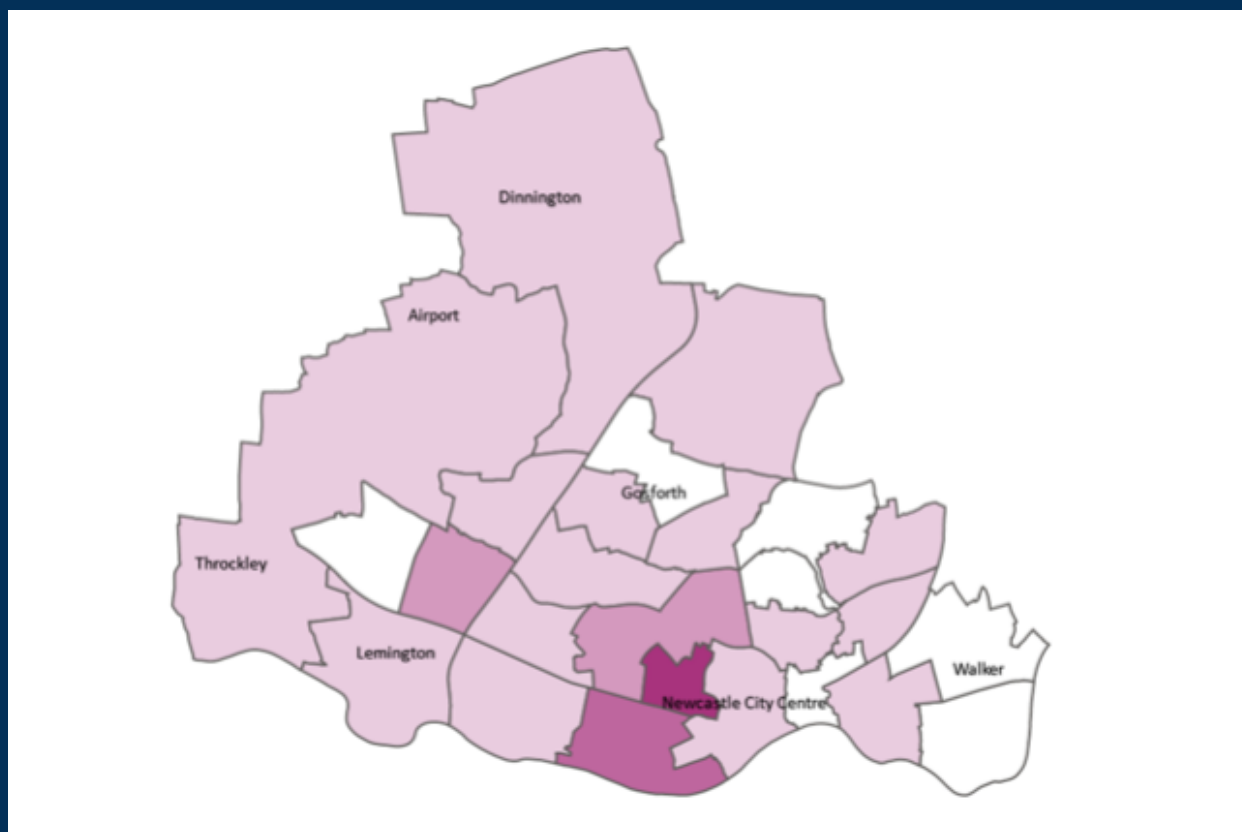 Dinnington
Airport
Gosforth
Throckley
Lemington
Walker
Newcastle City Centre